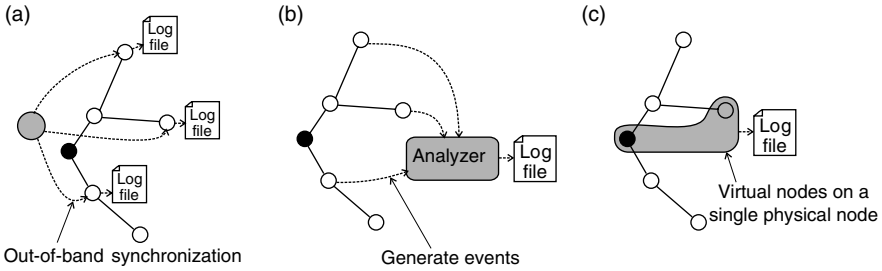 (a)
Log
file
Log
file
Log
file
Out-of-band synchronization
(b)
Analyzer
Log
file
Generate events
(c)
Log
file
Virtual nodes on a
single physical node